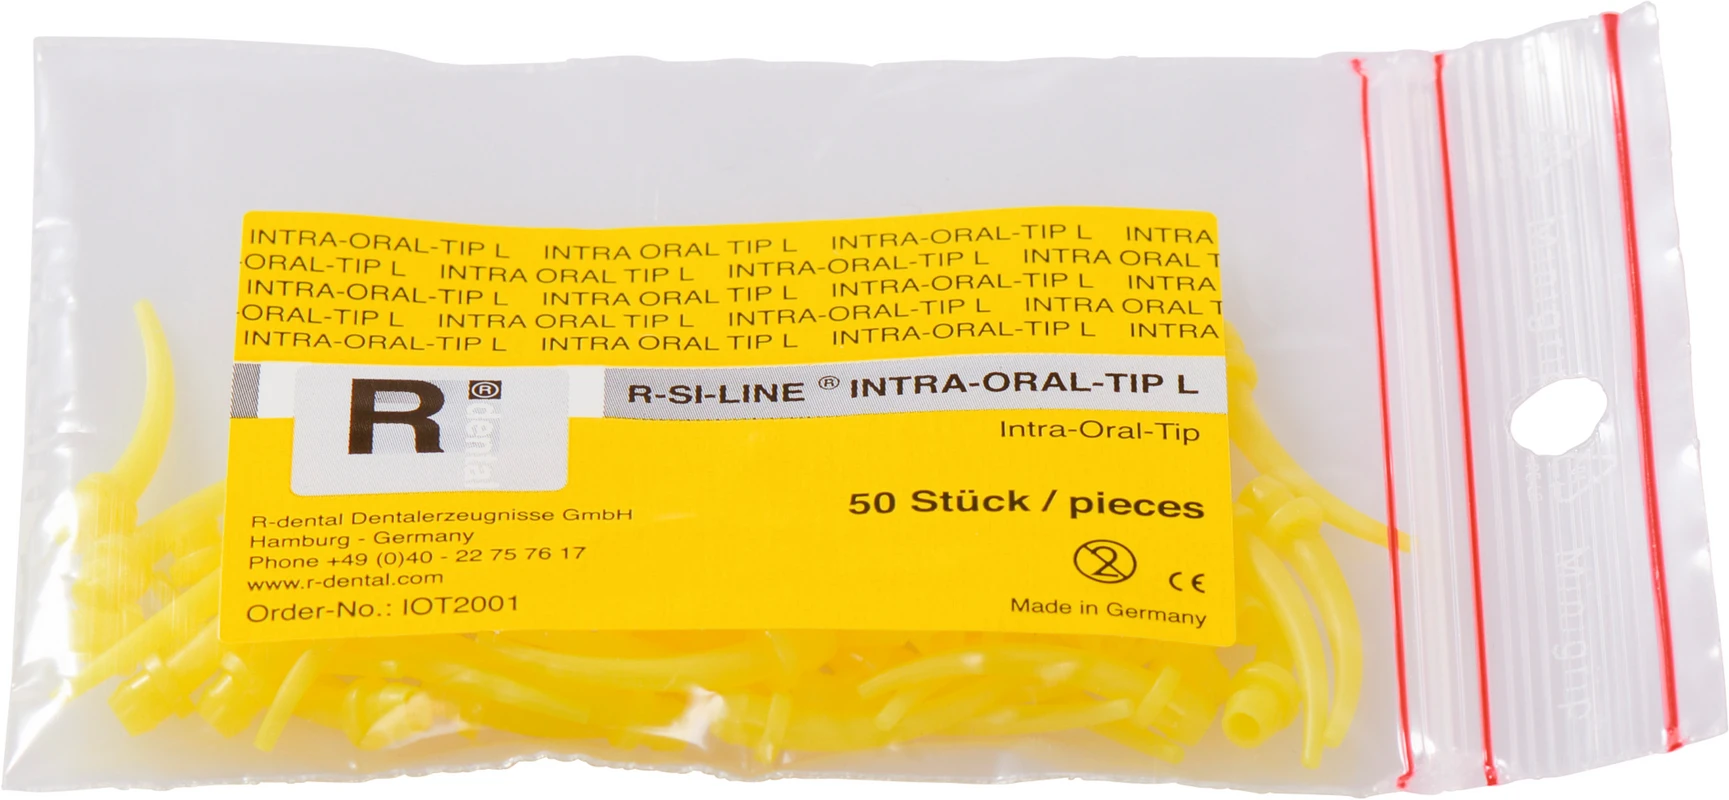 INTRA-ORAL-TIP L INTRA ORAL TIP L INTRA-ORAL-TIP L INTRA
-ORAL-TIP L INTRA ORAL TIP L INTRA-ORAL-TIP L INTRA ORAL T
INTRA-ORAL-TIP L INTRA ORAL TIP L INTRA-ORAL-TIP L INTRA
-ORAL-TIP L INTRA ORAL TIP L INTRA-ORAL-TIP L INTRA ORAL T
INTRA-ORAL-TIP L INTRA ORAL TIP L INTRA-ORAL-TIP L INTRA
R ®
dental
R-SI-LINE ® INTRA-ORAL-TIP L
Intra-Oral-Tip
50 Stück / pieces
R-dental Dentalerzeugnisse GmbH
Hamburg - Germany
Phone +49 (0)40 - 22 75 76 17
www.r-dental.com
Order-No.: IOT2001
2
CE
Made in Germany
Minigrip